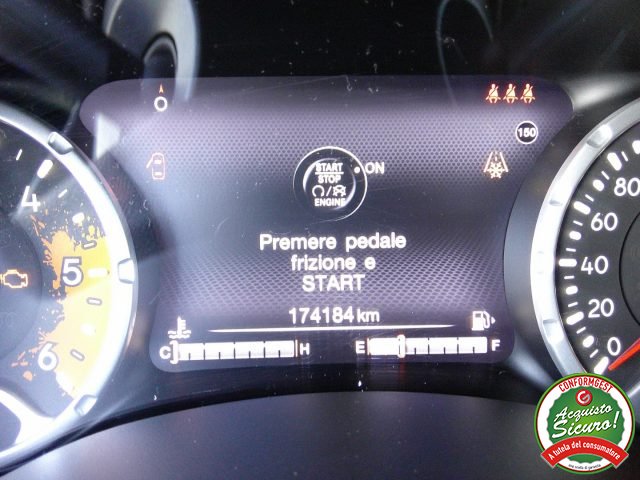 O
150
START
STOP
ENGINE
ON
Premere pedale
frizione e
START
174184 km
C H E F
4
5
6
80
60
40
20
0
CONFORMGEST
Acquisto
Sicuro!
A tutela del consumatore